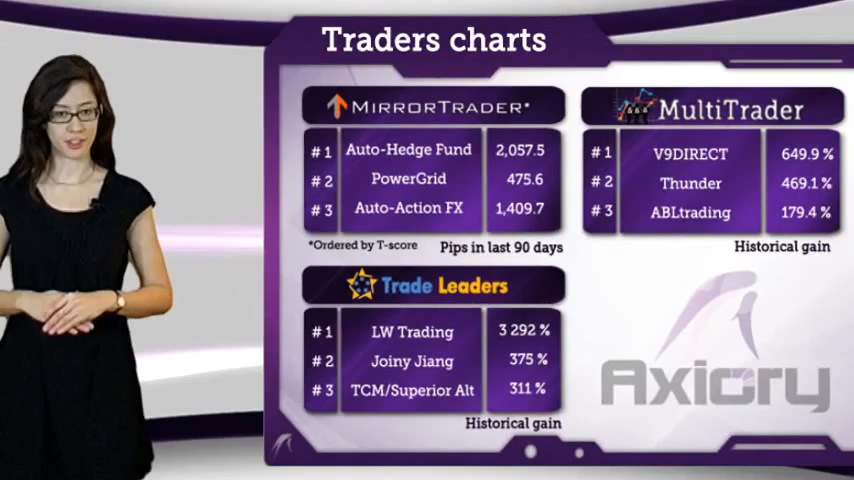 Traders charts
MIRRORTRADER*
# 1 Auto-Hedge Fund 2,057.5
# 2 PowerGrid 475.6
# 3 Auto-Action FX 1,409.7
*Ordered by T-score Pips in last 90 days
MultiTrader
# 1 V9DIRECT 649.9 %
# 2 Thunder 469.1 %
# 3 ABLtrading 179.4 %
Historical gain
Trade Leaders
# 1 LW Trading 3 292 %
# 2 Joiny Jiang 375 %
# 3 TCM/Superior Alt 311 %
Historical gain
Axiory